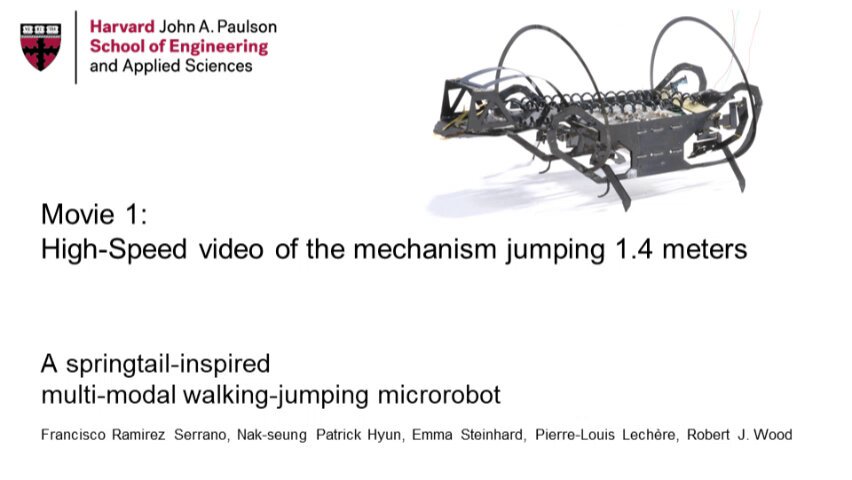 Harvard John A. Paulson
School of Engineering
and Applied Sciences
Movie 1:
High-Speed video of the mechanism jumping 1.4 meters
A springtail-inspired
multi-modal walking-jumping microrobot
Francisco Ramirez Serrano, Nak-seung Patrick Hyun, Emma Steinhard, Pierre-Louis Lechère, Robert J. Wood